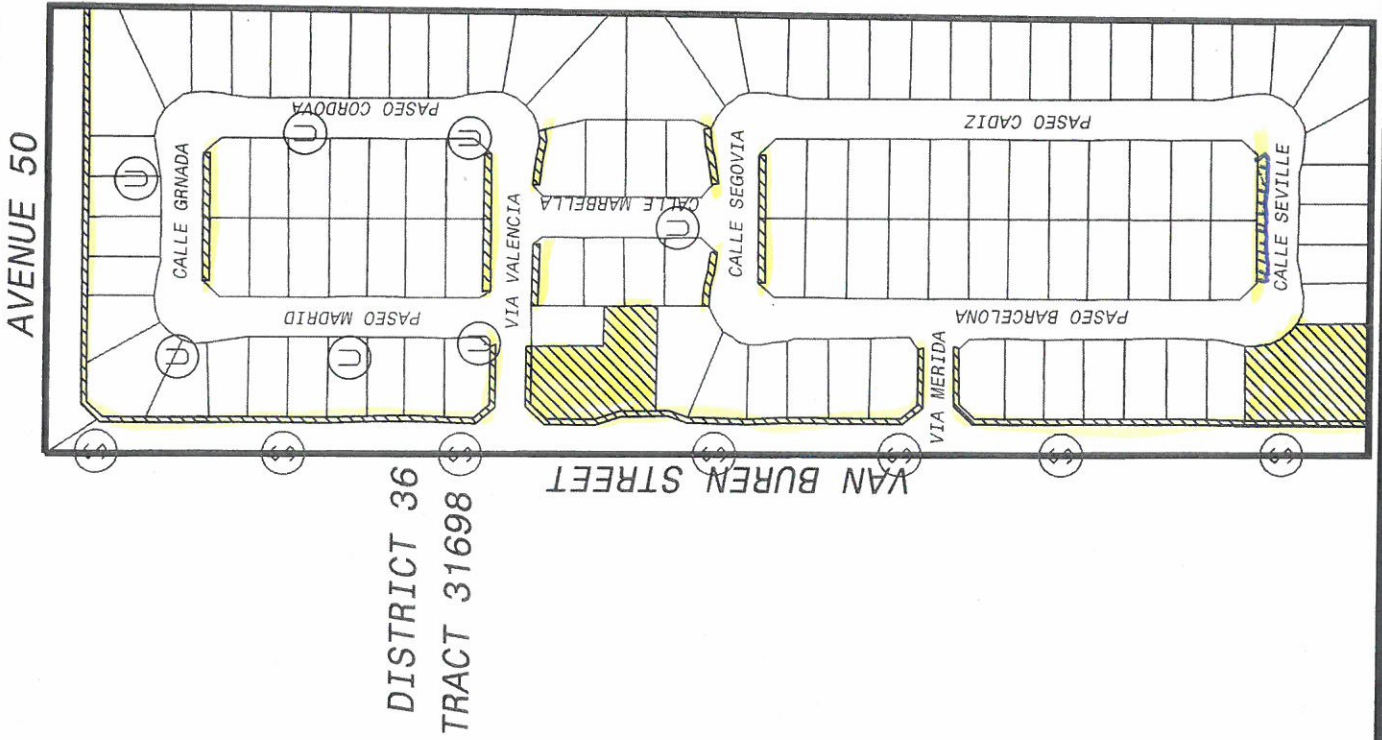 AVENUE 50
PASEO CORDOVA
U
U
U
CALLE GRNADA
VIA VALENCIA
CALLE MARBELLA
U
CALLE SEGOVIA
PASEO CADIZ
CALLE SEVILLE
PASEO MADRID
U
U
U
PASEO BARCELONA
VIA MERIDA
VAN BUREN STREET
DISTRICT 36
TRACT 31698